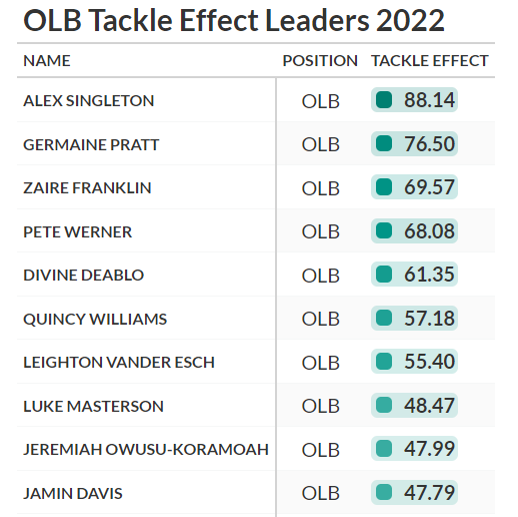 OLB Tackle Effect Leaders 2022
NAME POSITION TACKLE EFFECT
ALEX SINGLETON OLB 88.14
GERMAINE PRATT OLB 76.50
ZAIRE FRANKLIN OLB 69.57
PETE WERNER OLB 68.08
DIVINE DEABLO OLB 61.35
QUINCY WILLIAMS OLB 57.18
LEIGHTON VANDER ESCH OLB 55.40
LUKE MASTERSON OLB 48.47
JEREMIAH OWUSU-KORAMOAH OLB 47.99
JAMIN DAVIS OLB 47.79